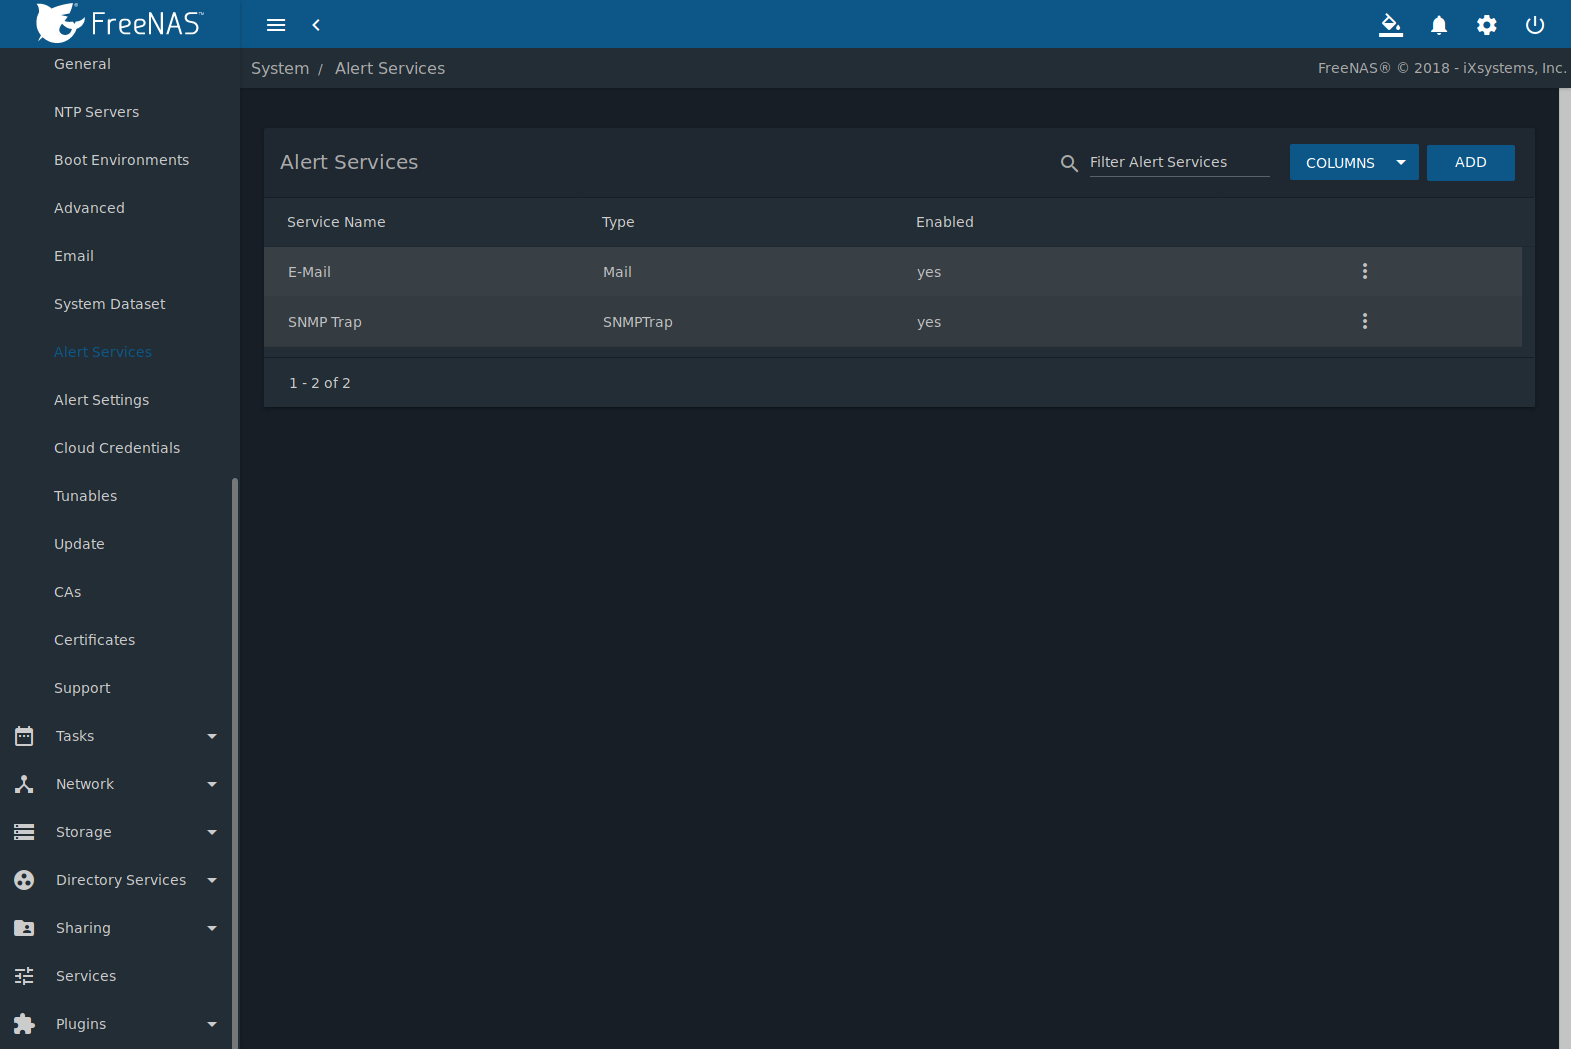 FreeNAS™
System / Alert Services
FreeNAS® © 2018 - iXsystems, Inc.
General
NTP Servers
Boot Environments
Advanced
Email
System Dataset
Alert Services
Alert Settings
Cloud Credentials
Tunables
Update
CAs
Certificates
Support
Tasks
Network
Storage
Directory Services
Sharing
Services
Plugins
Alert Services
Filter Alert Services
COLUMNS
ADD
Service Name Type Enabled
E-Mail Mail yes
SNMP Trap SNMPTrap yes
1 - 2 of 2